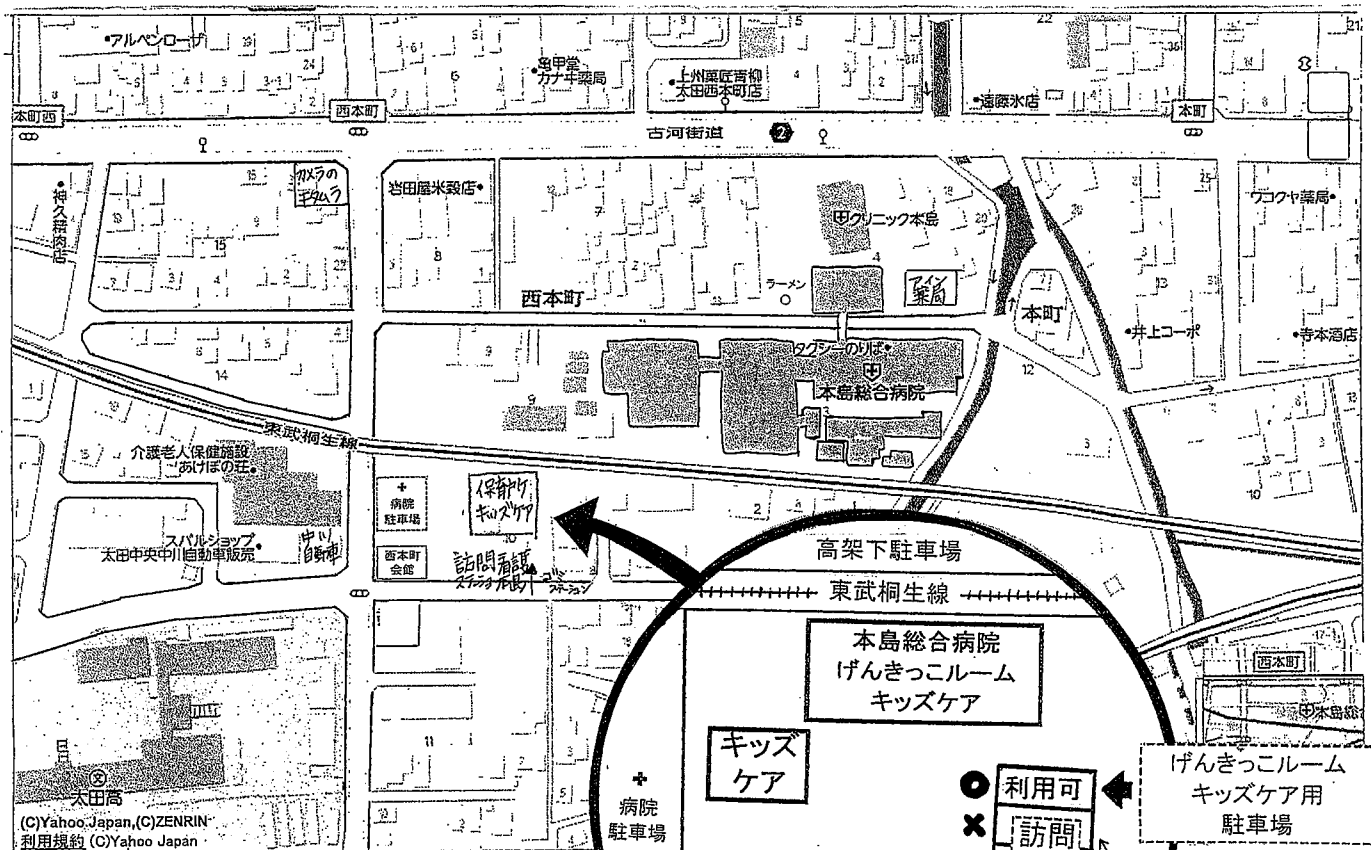 アルペンローゼ
亀甲堂
カナヰ薬局
上州菓匠青柳
太田西本町店
遠藤氷店
本町西
西本町
本町
古河街道
2
神久精肉店
カメラの
キタムラ
岩田屋米穀店
クリニック本島
ワコクヤ薬局
西本町
ラーメン
アイン
薬局
本町
井上コーポ
寺本酒店
タクシーのりば
本島総合病院
東武桐生線
介護老人保健施設
あけぼの荘
病院
駐車場
保育ルーム
キッズケア
スバルショップ
太田中央中川自動車販売
中川
自動車
西本町
会館
訪問看護
高架下駐車場
東武桐生線
本島総合病院
げんきっこルーム
キッズケア
西本町
本島総
キッズ
ケア
病院
駐車場
利用可
訪問
げんきっこルーム
キッズケア用
駐車場
太田高
(C)Yahoo Japan,(C)ZENRIN
利用規約 (C)Yahoo Japan